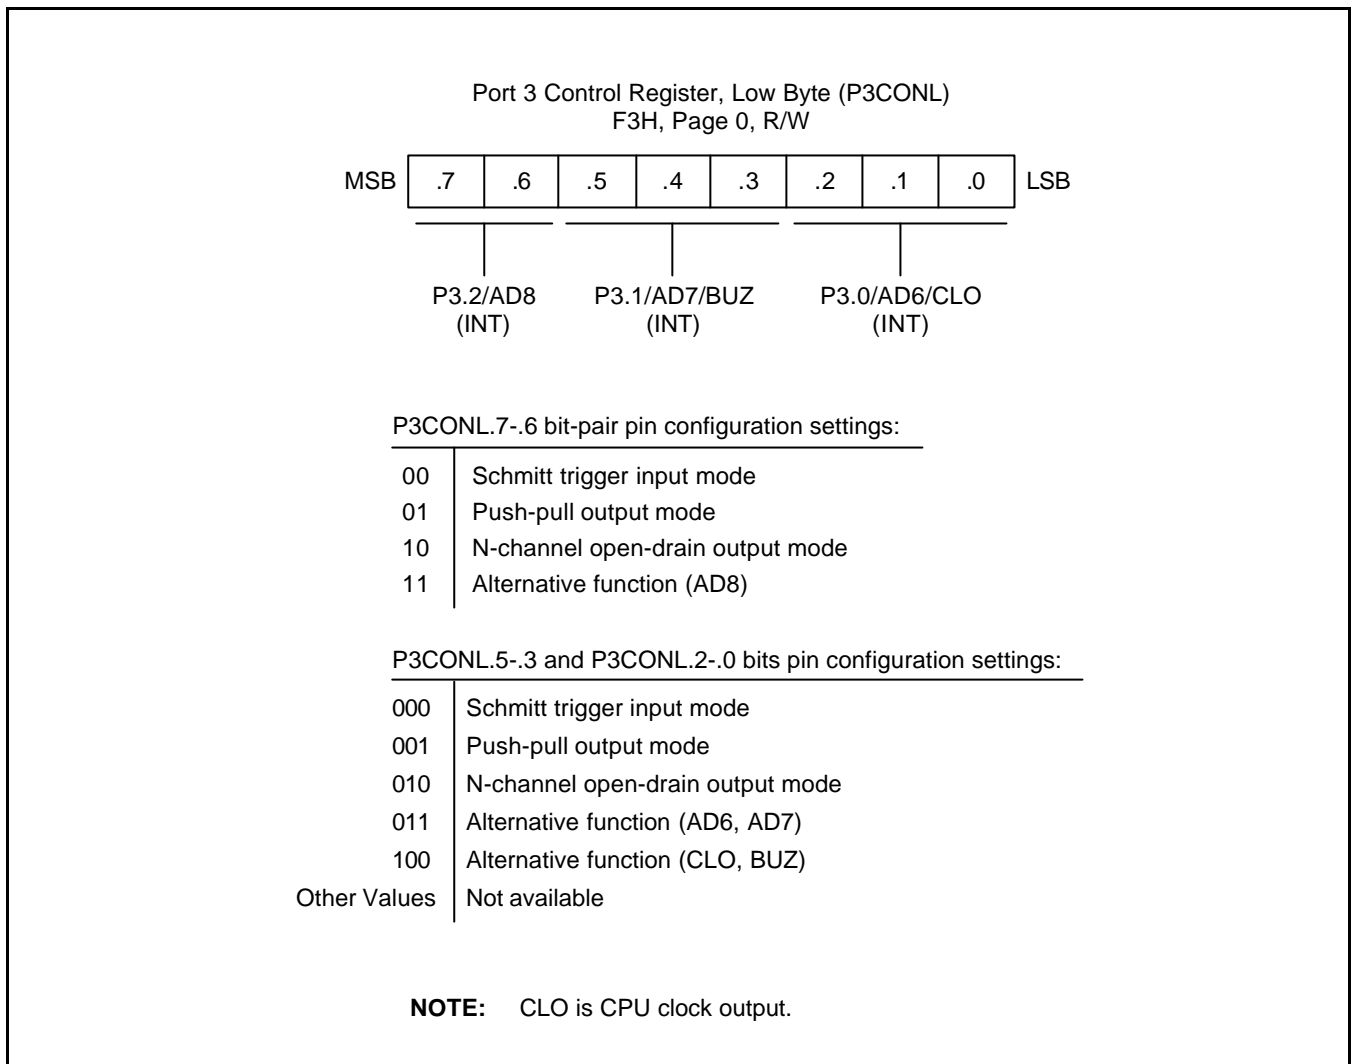 Port 3 Control Register, Low Byte (P3CONL)
F3H, Page 0, R/W
MSB .7 .6 .5 .4 .3 .2 .1 .0 LSB
P3.2/AD8 P3.1/AD7/BUZ P3.0/AD6/CLO
(INT) (INT) (INT)
P3CONL.7-.6 bit-pair pin configuration settings:
00 Schmitt trigger input mode
01 Push-pull output mode
10 N-channel open-drain output mode
11 Alternative function (AD8)
P3CONL.5-.3 and P3CONL.2-.0 bits pin configuration settings:
000 Schmitt trigger input mode
001 Push-pull output mode
010 N-channel open-drain output mode
011 Alternative function (AD6, AD7)
100 Alternative function (CLO, BUZ)
Other Values Not available
NOTE: CLO is CPU clock output.